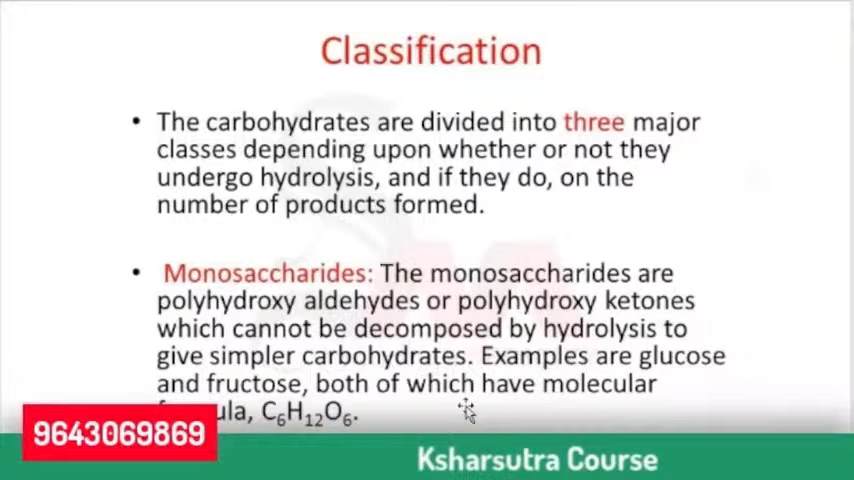 Classification
• The carbohydrates are divided into three major
classes depending upon whether or not they
undergo hydrolysis, and if they do, on the
number of products formed.
• Monosaccharides: The monosaccharides are
polyhydroxy aldehydes or polyhydroxy ketones
which cannot be decomposed by hydrolysis to
give simpler carbohydrates. Examples are glucose
and fructose, both of which have molecular
C₆H₁₂O₆.
9643069869
Ksharsutra Course